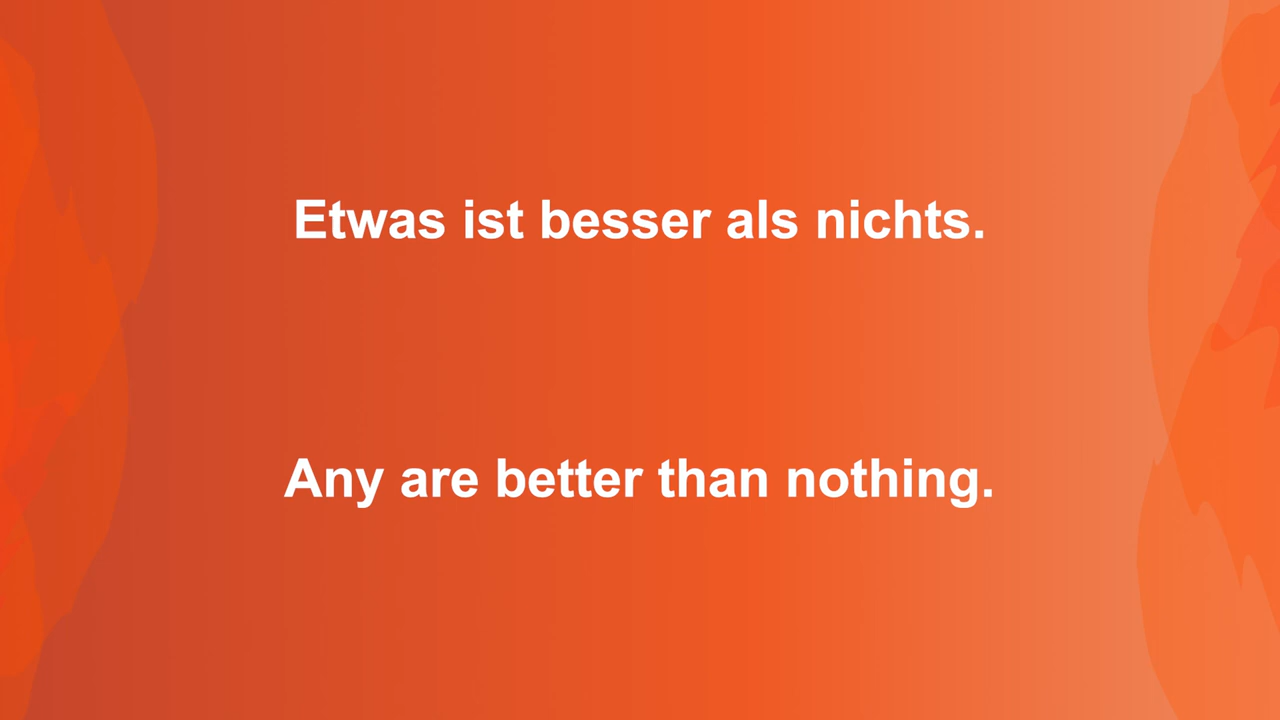 Etwas ist besser als nichts.
Any are better than nothing.